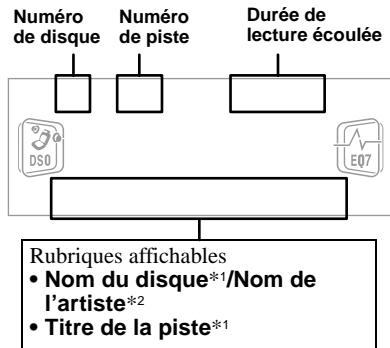 Numéro
de disque
Numéro
de piste
Durée de
lecture écoulée
DSO
EQ7
Rubriques affichables
• Nom du disque*1/Nom de
l'artiste*2
• Titre de la piste*1